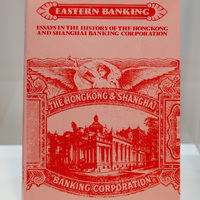 EASTERN BANKING
ESSAYS IN THE HISTORY OF THE HONGKONG
AND SHANGHAI BANKING CORPORATION
THE HONGKONG & SHANGHAI
BANKING CORPORATION